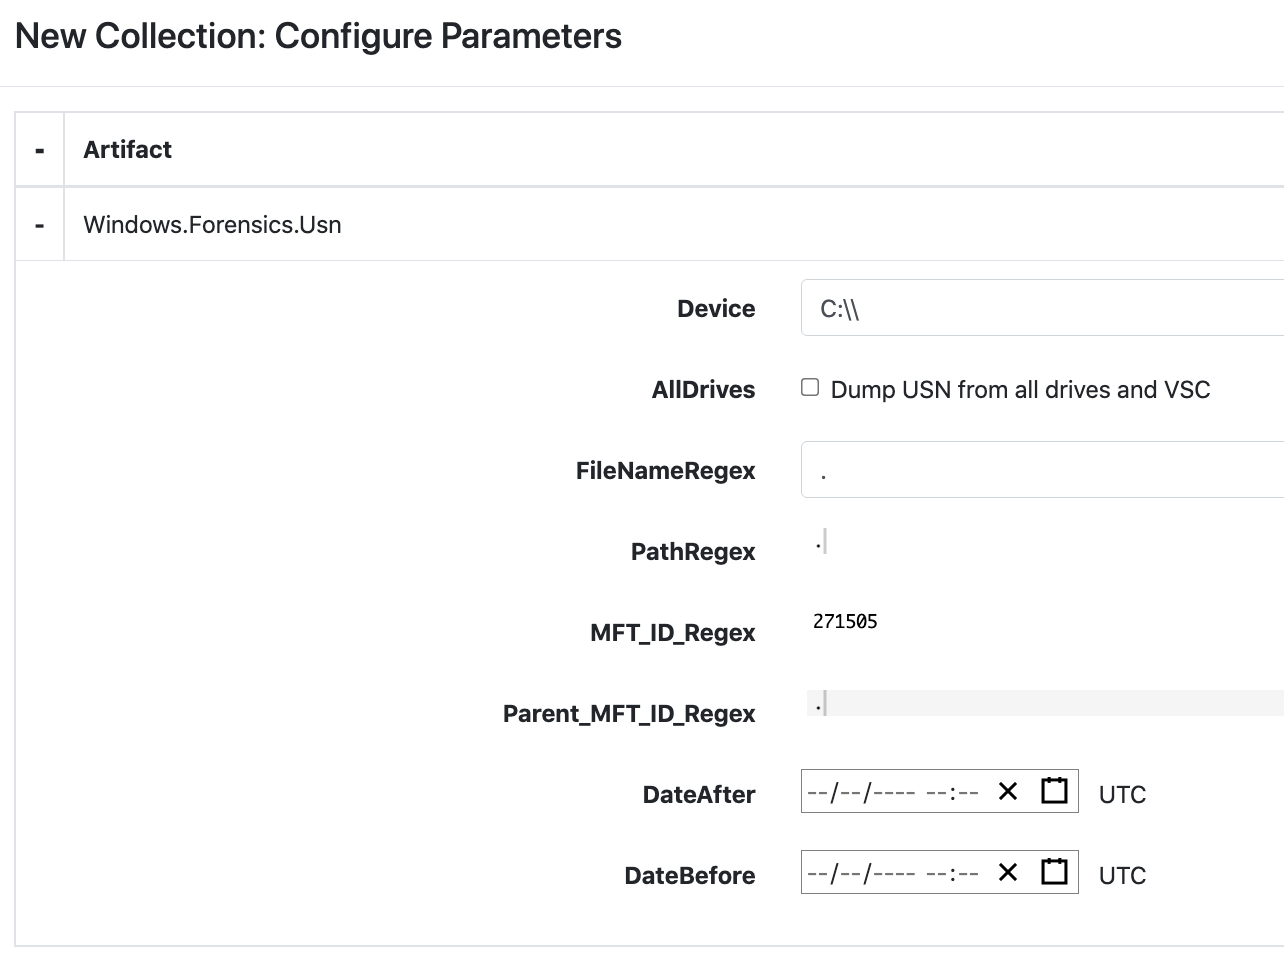 New Collection: Configure Parameters
- Artifact
- Windows.Forensics.Usn
Device C:\\
AllDrives Dump USN from all drives and VSC
FileNameRegex .
PathRegex .
MFT_ID_Regex 271505
Parent_MFT_ID_Regex .
DateAfter --/--/---- --:-- UTC
DateBefore --/--/---- --:-- UTC